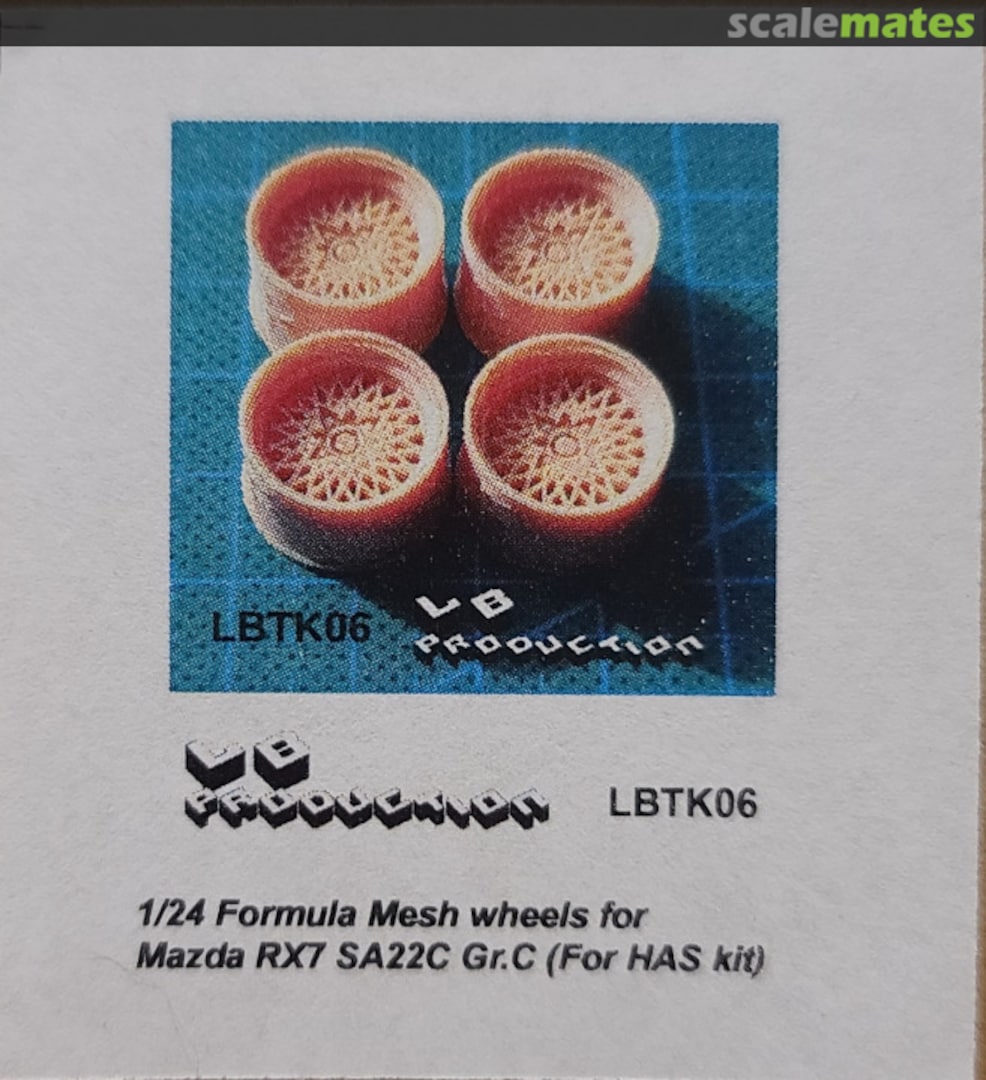 scalemates
LBTK06
LB
PRODUCTION
LB
PRODUCTION
LBTK06
1/24 Formula Mesh wheels for
Mazda RX7 SA22C Gr.C (For HAS kit)